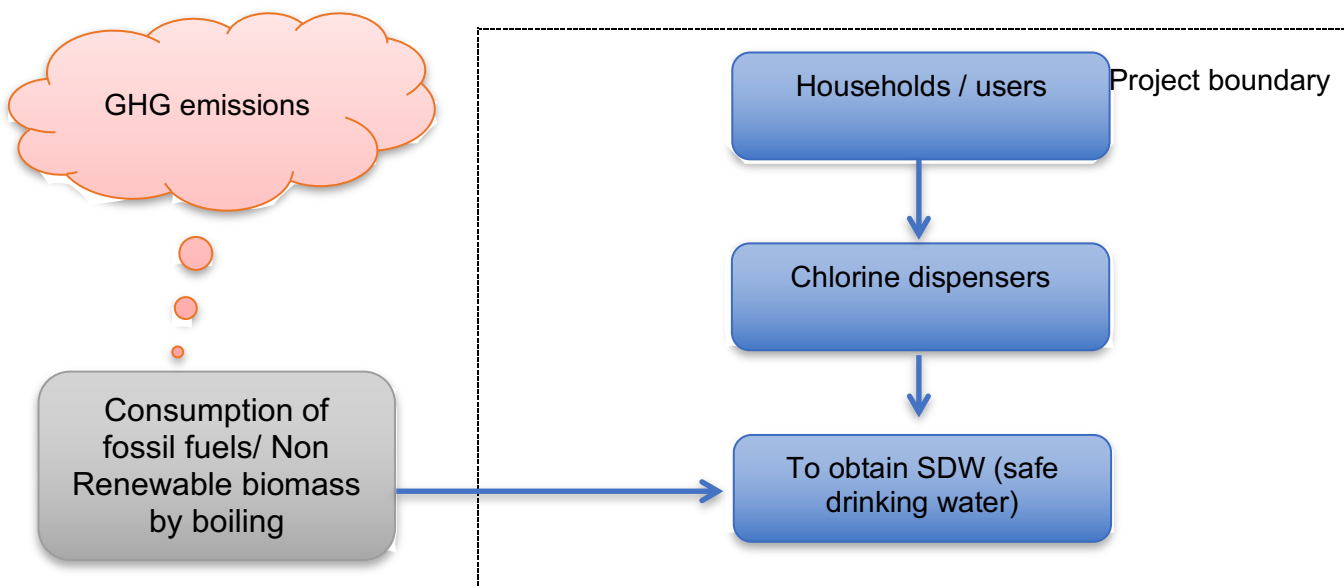 GHG emissions
Households / users
Project boundary
Chlorine dispensers
Consumption of
fossil fuels/ Non
Renewable biomass
by boiling
To obtain SDW (safe
drinking water)